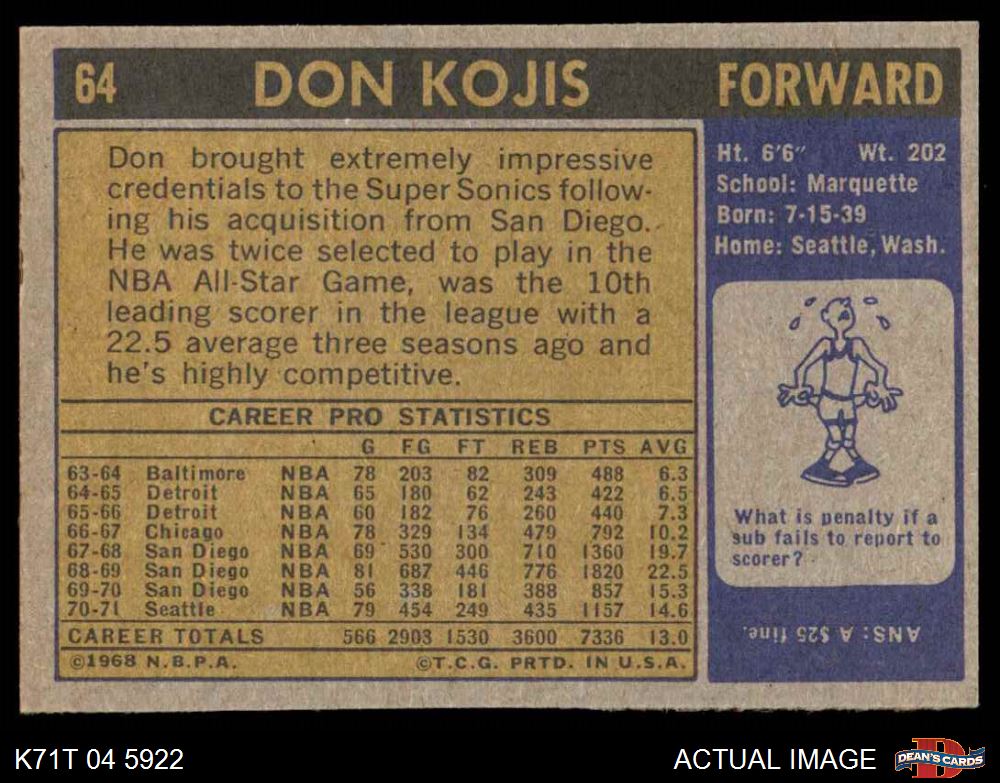 64 DON KOJIS FORWARD
Don brought extremely impressive
credentials to the Super Sonics follow-
ing his acquisition from San Diego.
He was twice selected to play in the
NBA All-Star Game, was the 10th
leading scorer in the league with a
22.5 average three seasons ago and
he's highly competitive.
Ht. 6'6" Wt. 202
School: Marquette
Born: 7-15-39
Home: Seattle, Wash.
CAREER PRO STATISTICS
G FG FT REB PTS AVG
63-64 Baltimore NBA 78 203 82 309 488 6.3
64-65 Detroit NBA 65 180 62 243 422 6.5
65-66 Detroit NBA 60 182 76 260 440 7.3
66-67 Chicago NBA 78 329 134 479 792 10.2
67-68 San Diego NBA 69 530 300 710 1360 19.7
68-69 San Diego NBA 81 687 446 776 1820 22.5
69-70 San Diego NBA 56 338 181 388 857 15.3
70-71 Seattle NBA 79 454 249 435 1157 14.6
CAREER TOTALS 566 2903 1530 3600 7336 13.0
©1968 N.B.P.A. ©T.C.G. PRTD. IN U.S.A.
What is penalty if a
sub fails to report to
scorer?
ANS: A $25 fine.
K71T 04 5922 ACTUAL IMAGE
D
DEAN'S CARDS